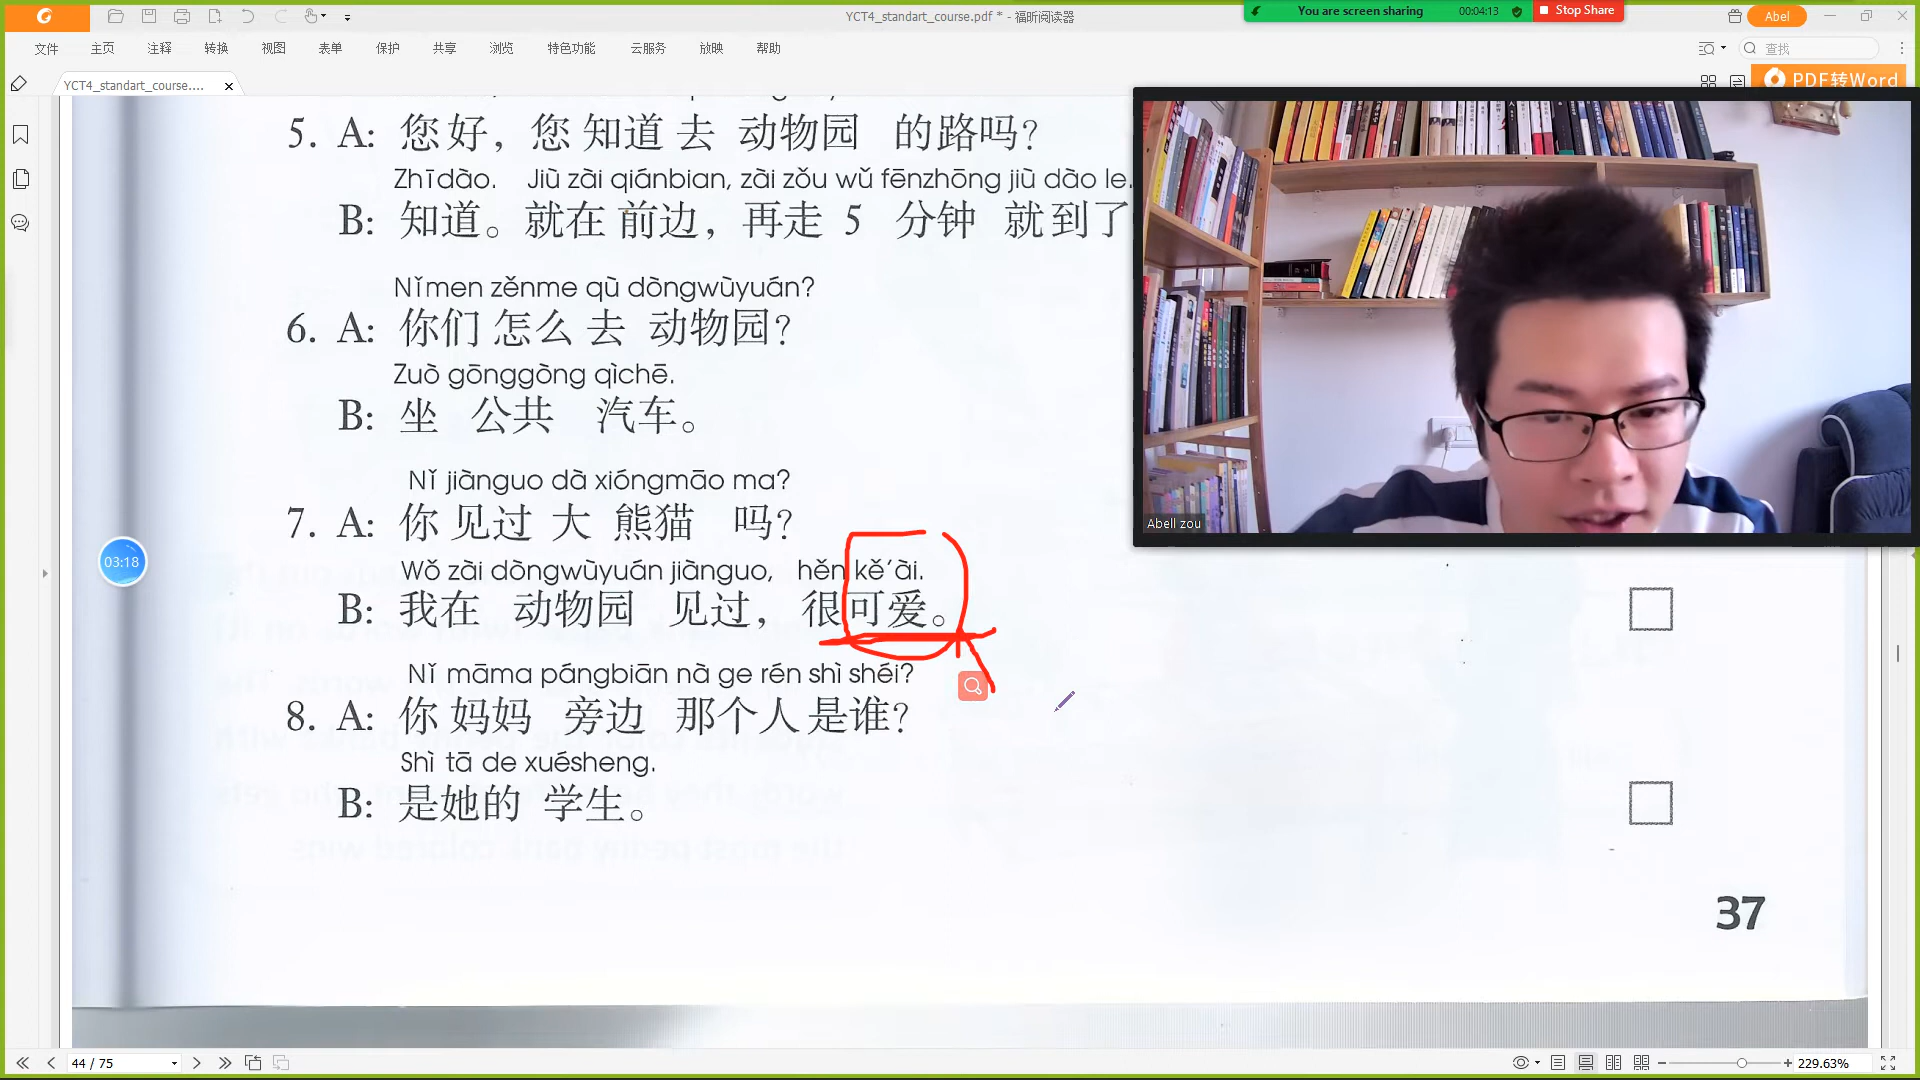 YCT4_standart_course.pdf * - 福昕阅读器
You are screen sharing 00:04:13 Stop Share
Abel
文件 主页 注释 转换 视图 表单 保护 共享 浏览 特色功能 云服务 放映 帮助
查找
YCT4_standart_course....
PDF转Word
5. A: 您好，您知道去动物园的路吗？
Zhīdào. Jiù zài qiánbian, zài zǒu wǔ fēnzhōng jiù dào le.
B: 知道。就在前边，再走 5 分钟就到了
Nǐmen zěnme qù dòngwùyuán?
6. A: 你们怎么去动物园？
Zuò gōnggòng qìchē.
B: 坐公共汽车。
Nǐ jiànguo dà xióngmāo ma?
7. A: 你见过大熊猫吗？
Wǒ zài dòngwùyuán jiànguo, hěn kě'ài.
B: 我在动物园见过，很可爱。
Nǐ māma pángbiān nà ge rén shì shéi?
8. A: 你妈妈旁边那个人是谁？
Shì tā de xuésheng.
B: 是她的学生。
37
03:18
Abell zou
44 / 75
229.63%